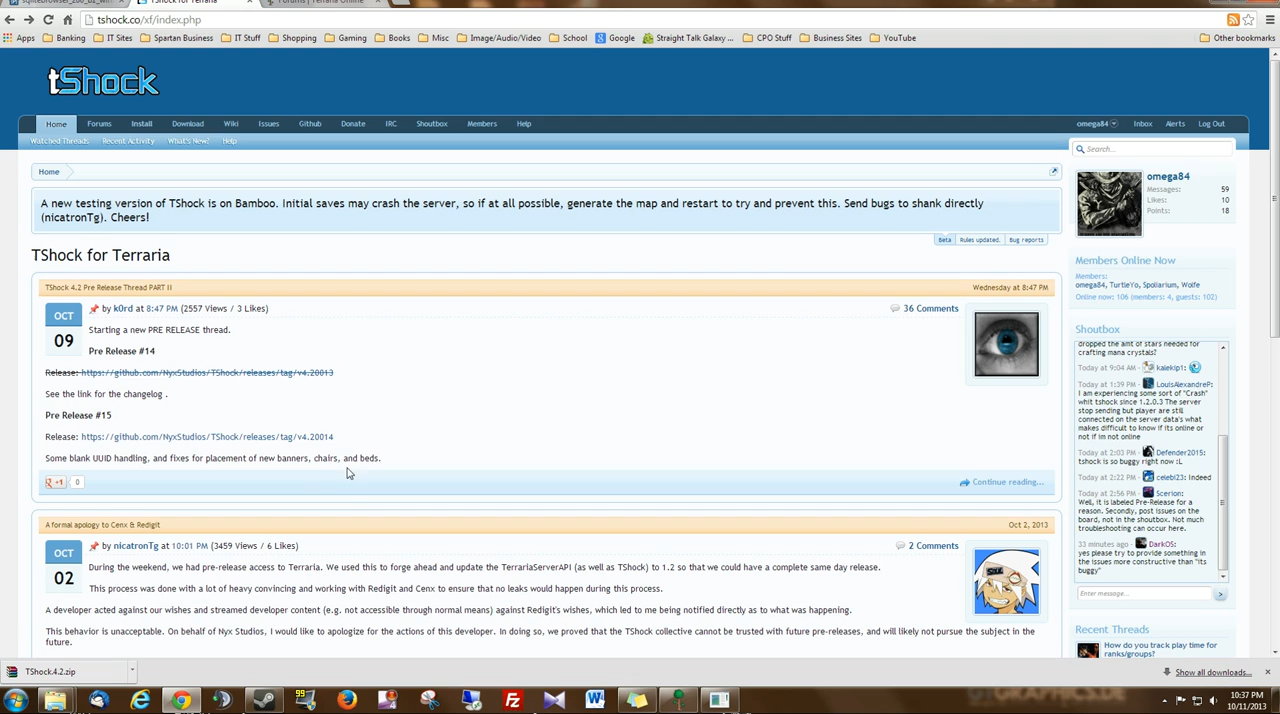 TShock for Terraria
Forums | Terraria Online
tshock.co/xf/index.php
Apps Banking IT Sites Spartan Business IT Stuff Shopping Gaming Books Misc Image/Audio/Video School Google Straight Talk Galaxy ... CPO Stuff Business Sites YouTube Other bookmarks
tShock
Home Forums Install Download Wiki Issues Github Donate IRC Shoutbox Members Help omega84 Inbox Alerts Log Out
Watched Threads Recent Activity What's New? Help
Search...
Home
A new testing version of TShock is on Bamboo. Initial saves may crash the server, so if at all possible, generate the map and restart to try and prevent this. Send bugs to shank directly
(nicatronTg). Cheers!
Beta Rules updated. Bug reports
TShock for Terraria
TShock 4.2 Pre Release Thread PART II Wednesday at 8:47 PM
OCT
09
by k0rd at 8:47 PM (2557 Views / 3 Likes) 36 Comments
Starting a new PRE RELEASE thread.
Pre Release #14
Release: https://github.com/NyxStudios/TShock/releases/tag/v4.20013
See the link for the changelog .
Pre Release #15
Release: https://github.com/NyxStudios/TShock/releases/tag/v4.20014
Some blank UUID handling, and fixes for placement of new banners, chairs, and beds.
+1 0 Continue reading...
A formal apology to Cenx & Redigit Oct 2, 2013
OCT
02
by nicatronTg at 10:01 PM (3459 Views / 6 Likes) 2 Comments
During the weekend, we had pre-release access to Terraria. We used this to forge ahead and update the TerrariaServerAPI (as well as TShock) to 1.2 so that we could have a complete same day release.
This process was done with a lot of heavy convincing and working with Redigit and Cenx to ensure that no leaks would happen during this process.
A developer acted against our wishes and streamed developer content (e.g. not accessible through normal means) against Redigit's wishes, which led to me being notified directly as to what was happening.
This behavior is unacceptable. On behalf of Nyx Studios, I would like to apologize for the actions of this developer. In doing so, we proved that the TShock collective cannot be trusted with future pre-releases, and will likely not pursue the subject in the
future.
omega84
Messages: 59
Likes: 10
Points: 18
Members Online Now
Members:
omega84, TurtleYo, Spoliarium, Wolfe
Online now: 106 (members: 4, guests: 102)
Shoutbox
dropped the amt of stars needed for
crafting mana crystals?
Today at 9:04 AM - kalekip1:
Today at 1:39 PM - LouisAlexandreP:
I am experiencing some sort of "Crash"
whit tshock since 1.2.0.3 The server
stop sending but player are still
connected on the server data's what
makes difficult to know if its online or
not if im not online
Today at 2:03 PM - Defender2015:
tshock is so buggy right now :L
Today at 2:22 PM - celebi23: Indeed
Today at 2:56 PM - Scerion:
Well, it is labeled Pre-Release for a
reason. Secondly, post issues on the
board, not in the shoutbox. Not much
troubleshooting can occur here.
33 minutes ago - DarkOS:
yes please try to provide something in
the issues more constructive than "its
buggy"
Enter message... >
Recent Threads
How do you track play time for
ranks/groups?
TShock.4.2.zip Show all downloads...
10:37 PM
10/11/2013